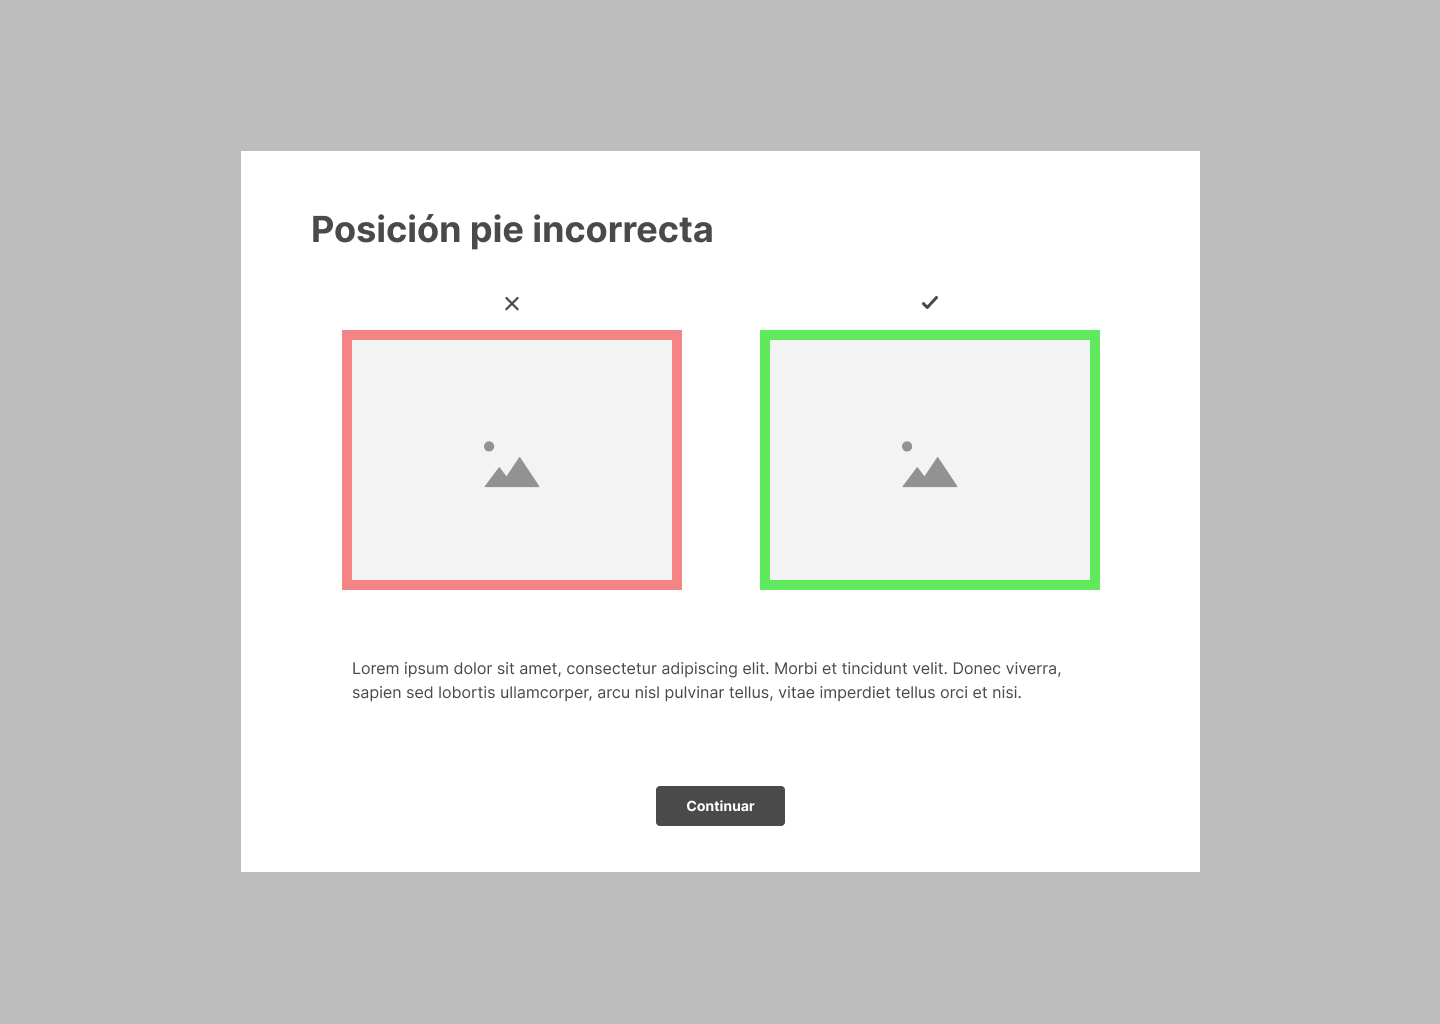 Posición pie incorrecta
Lorem ipsum dolor sit amet, consectetur adipiscing elit. Morbi et tincidunt velit. Donec viverra,
sapien sed lobortis ullamcorper, arcu nisl pulvinar tellus, vitae imperdiet tellus orci et nisi.
Continuar